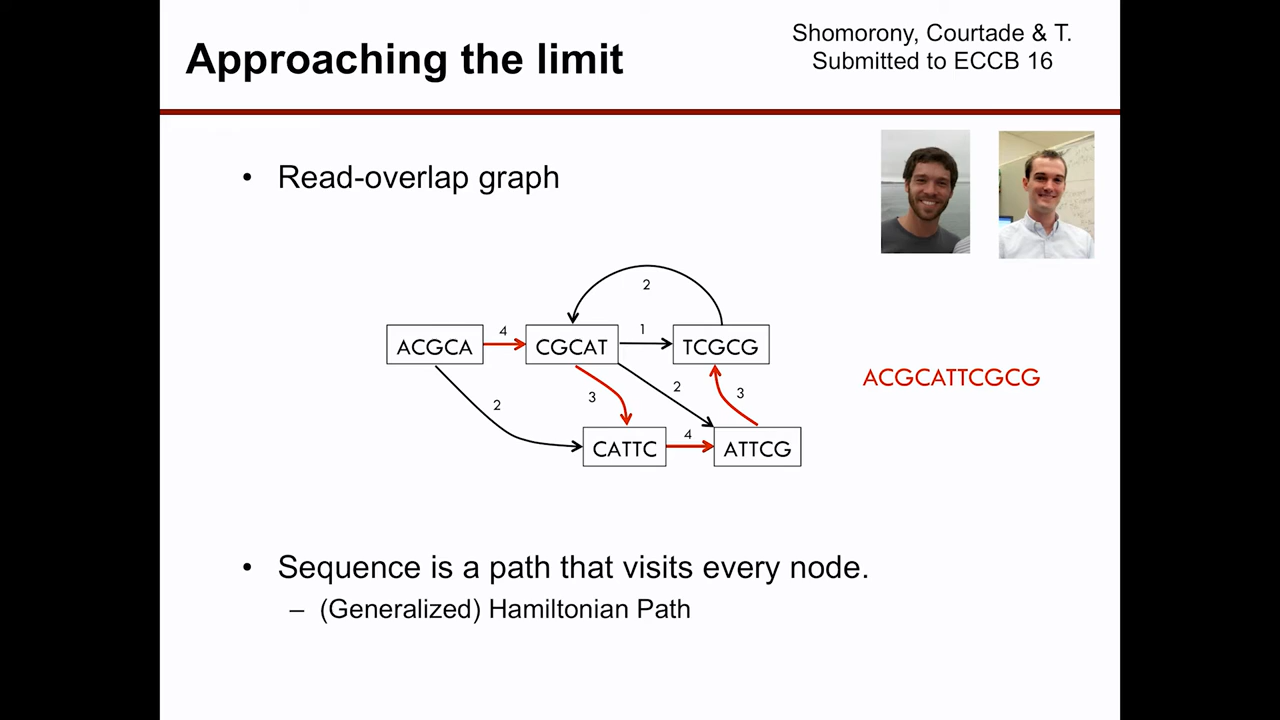 Approaching the limit
Shomorony, Courtade & T.
Submitted to ECCB 16
• Read-overlap graph
2
ACGCA
4
CGCAT
1
TCGCG
2
3
2
3
ACGCATTCGCG
CATTC
4
ATTCG
• Sequence is a path that visits every node.
– (Generalized) Hamiltonian Path